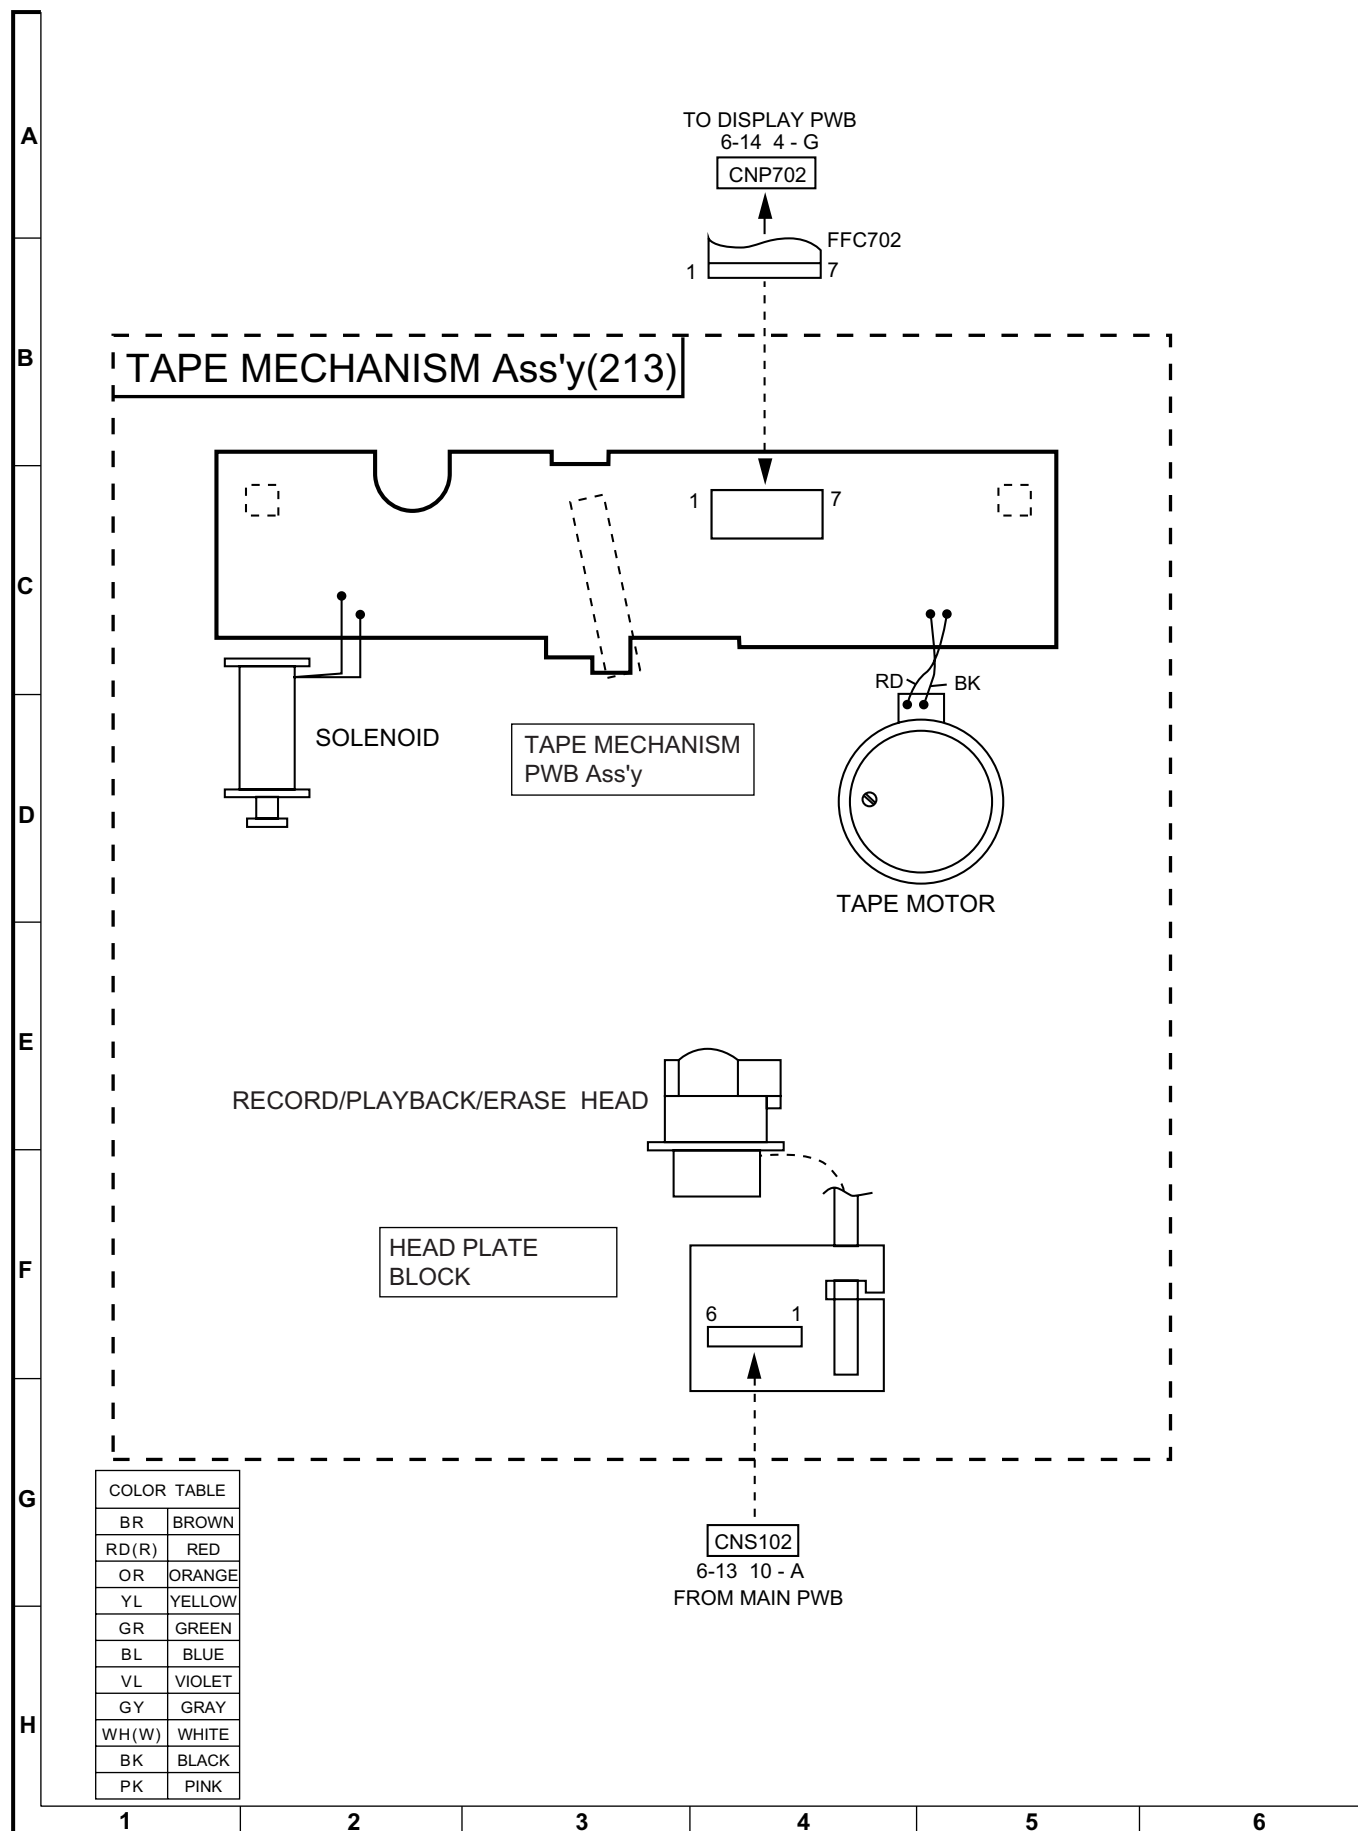 A
TO DISPLAY PWB
6-14 4 - G
CNP702
FFC702
1 7
B
TAPE MECHANISM Ass'y(213)
1 7
C
RD BK
SOLENOID
TAPE MECHANISM
PWB Ass'y
D
TAPE MOTOR
E
RECORD/PLAYBACK/ERASE HEAD
HEAD PLATE
BLOCK
F
6 1
G
COLOR TABLE
BR BROWN
RD(R) RED
OR ORANGE
YL YELLOW
GR GREEN
BL BLUE
VL VIOLET
GY GRAY
WH(W) WHITE
BK BLACK
PK PINK
CNS102
6-13 10 - A
FROM MAIN PWB
H
1 2 3 4 5 6